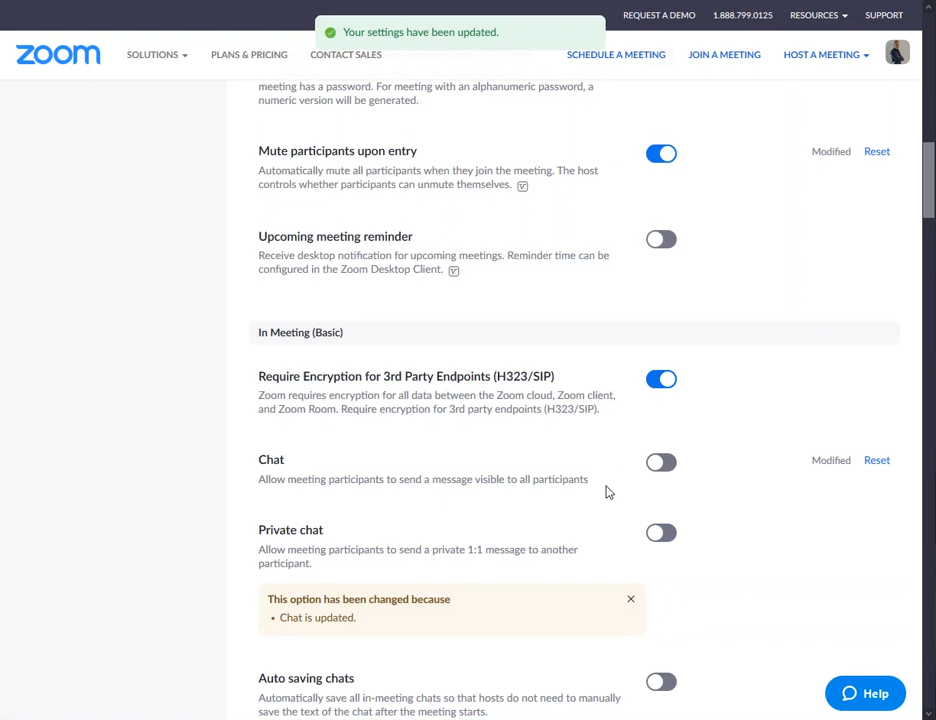 REQUEST A DEMO 1.888.799.0125 RESOURCES SUPPORT
Your settings have been updated.
zoom SOLUTIONS PLANS & PRICING CONTACT SALES SCHEDULE A MEETING JOIN A MEETING HOST A MEETING
meeting has a password. For meeting with an alphanumeric password, a
numeric version will be generated.
Mute participants upon entry Modified Reset
Automatically mute all participants when they join the meeting. The host
controls whether participants can unmute themselves.
Upcoming meeting reminder
Receive desktop notification for upcoming meetings. Reminder time can be
configured in the Zoom Desktop Client.
In Meeting (Basic)
Require Encryption for 3rd Party Endpoints (H323/SIP)
Zoom requires encryption for all data between the Zoom cloud, Zoom client,
and Zoom Room. Require encryption for 3rd party endpoints (H323/SIP).
Chat Modified Reset
Allow meeting participants to send a message visible to all participants
Private chat
Allow meeting participants to send a private 1:1 message to another
participant.
This option has been changed because
• Chat is updated.
Auto saving chats
Automatically save all in-meeting chats so that hosts do not need to manually
save the text of the chat after the meeting starts.
Help